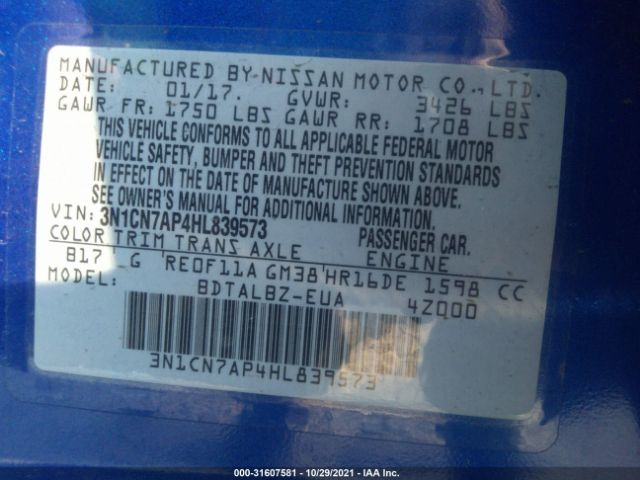 MANUFACTURED BY-NISSAN MOTOR CO.,LTD.
DATE: 01/17. GVWR: 3426 LBS
GAWR FR: 1750 LBS GAWR RR: 1708 LBS
THIS VEHICLE CONFORMS TO ALL APPLICABLE FEDERAL MOTOR
VEHICLE SAFETY, BUMPER AND THEFT PREVENTION STANDARDS
IN EFFECT ON THE DATE OF MANUFACTURE SHOWN ABOVE.
SEE OWNER'S MANUAL FOR ADDITIONAL INFORMATION.
VIN: 3N1CN7AP4HL839573 PASSENGER CAR.
COLOR TRIM TRANS AXLE ENGINE
B17 G RE0F11A GM38 HR16DE 1598 CC
MODEL: BDTALBZ-EUA 4Z000
3N1CN7AP4HL839573
000-31607581 - 10/29/2021 - IAA Inc.